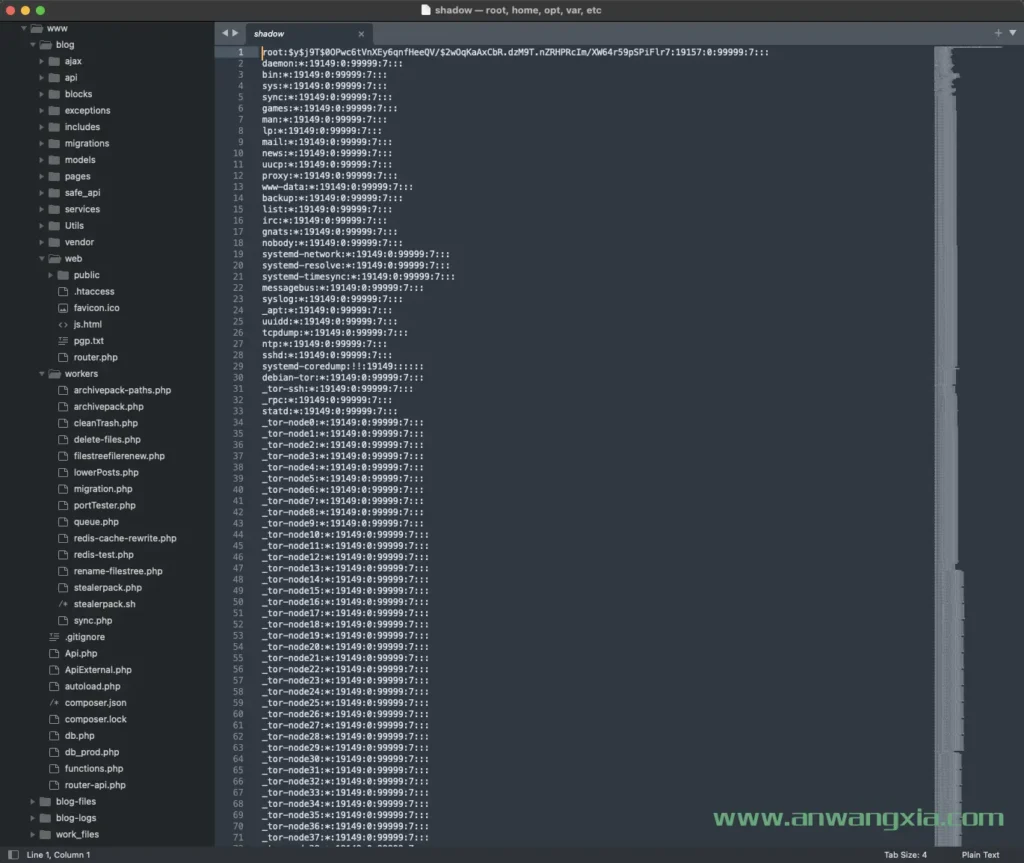 shadow — root, home, opt, var, etc
www
blog
ajax
api
blocks
exceptions
includes
migrations
models
pages
safe_api
services
Utils
vendor
web
public
.htaccess
favicon.ico
js.html
pgp.txt
router.php
workers
archivepack-paths.php
archivepack.php
cleanTrash.php
delete-files.php
filestreefilerenew.php
lowerPosts.php
migration.php
portTester.php
queue.php
redis-cache-rewrite.php
redis-test.php
rename-filestree.php
stealerpack.php
/* stealerpack.sh
sync.php
.gitignore
Api.php
ApiExternal.php
autoload.php
/* composer.json
composer.lock
db.php
db_prod.php
functions.php
router-api.php
blog-files
blog-logs
work_files
shadow
1 root:$y$j9T$0OPwc6tVnXEy6qnfHeeQV/$2wOqKaAxCbR.dzM9T.nZRHPRcIm/XW64r59pSPiFlr7:19157:0:99999:7:::
2 daemon:*:19149:0:99999:7:::
3 bin:*:19149:0:99999:7:::
4 sys:*:19149:0:99999:7:::
5 sync:*:19149:0:99999:7:::
6 games:*:19149:0:99999:7:::
7 man:*:19149:0:99999:7:::
8 lp:*:19149:0:99999:7:::
9 mail:*:19149:0:99999:7:::
10 news:*:19149:0:99999:7:::
11 uucp:*:19149:0:99999:7:::
12 proxy:*:19149:0:99999:7:::
13 www-data:*:19149:0:99999:7:::
14 backup:*:19149:0:99999:7:::
15 list:*:19149:0:99999:7:::
16 irc:*:19149:0:99999:7:::
17 gnats:*:19149:0:99999:7:::
18 nobody:*:19149:0:99999:7:::
19 systemd-network:*:19149:0:99999:7:::
20 systemd-resolve:*:19149:0:99999:7:::
21 systemd-timesync:*:19149:0:99999:7:::
22 messagebus:*:19149:0:99999:7:::
23 syslog:*:19149:0:99999:7:::
24 _apt:*:19149:0:99999:7:::
25 uuidd:*:19149:0:99999:7:::
26 tcpdump:*:19149:0:99999:7:::
27 ntp:*:19149:0:99999:7:::
28 sshd:*:19149:0:99999:7:::
29 systemd-coredump:!!:19149::::::
30 debian-tor:*:19149:0:99999:7:::
31 _tor-ssh:*:19149:0:99999:7:::
32 _rpc:*:19149:0:99999:7:::
33 statd:*:19149:0:99999:7:::
34 _tor-node0:*:19149:0:99999:7:::
35 _tor-node1:*:19149:0:99999:7:::
36 _tor-node2:*:19149:0:99999:7:::
37 _tor-node3:*:19149:0:99999:7:::
38 _tor-node4:*:19149:0:99999:7:::
39 _tor-node5:*:19149:0:99999:7:::
40 _tor-node6:*:19149:0:99999:7:::
41 _tor-node7:*:19149:0:99999:7:::
42 _tor-node8:*:19149:0:99999:7:::
43 _tor-node9:*:19149:0:99999:7:::
44 _tor-node10:*:19149:0:99999:7:::
45 _tor-node11:*:19149:0:99999:7:::
46 _tor-node12:*:19149:0:99999:7:::
47 _tor-node13:*:19149:0:99999:7:::
48 _tor-node14:*:19149:0:99999:7:::
49 _tor-node15:*:19149:0:99999:7:::
50 _tor-node16:*:19149:0:99999:7:::
51 _tor-node17:*:19149:0:99999:7:::
52 _tor-node18:*:19149:0:99999:7:::
53 _tor-node19:*:19149:0:99999:7:::
54 _tor-node20:*:19149:0:99999:7:::
55 _tor-node21:*:19149:0:99999:7:::
56 _tor-node22:*:19149:0:99999:7:::
57 _tor-node23:*:19149:0:99999:7:::
58 _tor-node24:*:19149:0:99999:7:::
59 _tor-node25:*:19149:0:99999:7:::
60 _tor-node26:*:19149:0:99999:7:::
61 _tor-node27:*:19149:0:99999:7:::
62 _tor-node28:*:19149:0:99999:7:::
63 _tor-node29:*:19149:0:99999:7:::
64 _tor-node30:*:19149:0:99999:7:::
65 _tor-node31:*:19149:0:99999:7:::
66 _tor-node32:*:19149:0:99999:7:::
67 _tor-node33:*:19149:0:99999:7:::
68 _tor-node34:*:19149:0:99999:7:::
69 _tor-node35:*:19149:0:99999:7:::
70 _tor-node36:*:19149:0:99999:7:::
71 _tor-node37:*:19149:0:99999:7:::
www.anwangxia.com
Line 1, Column 1
Tab Size: 4
Plain Text